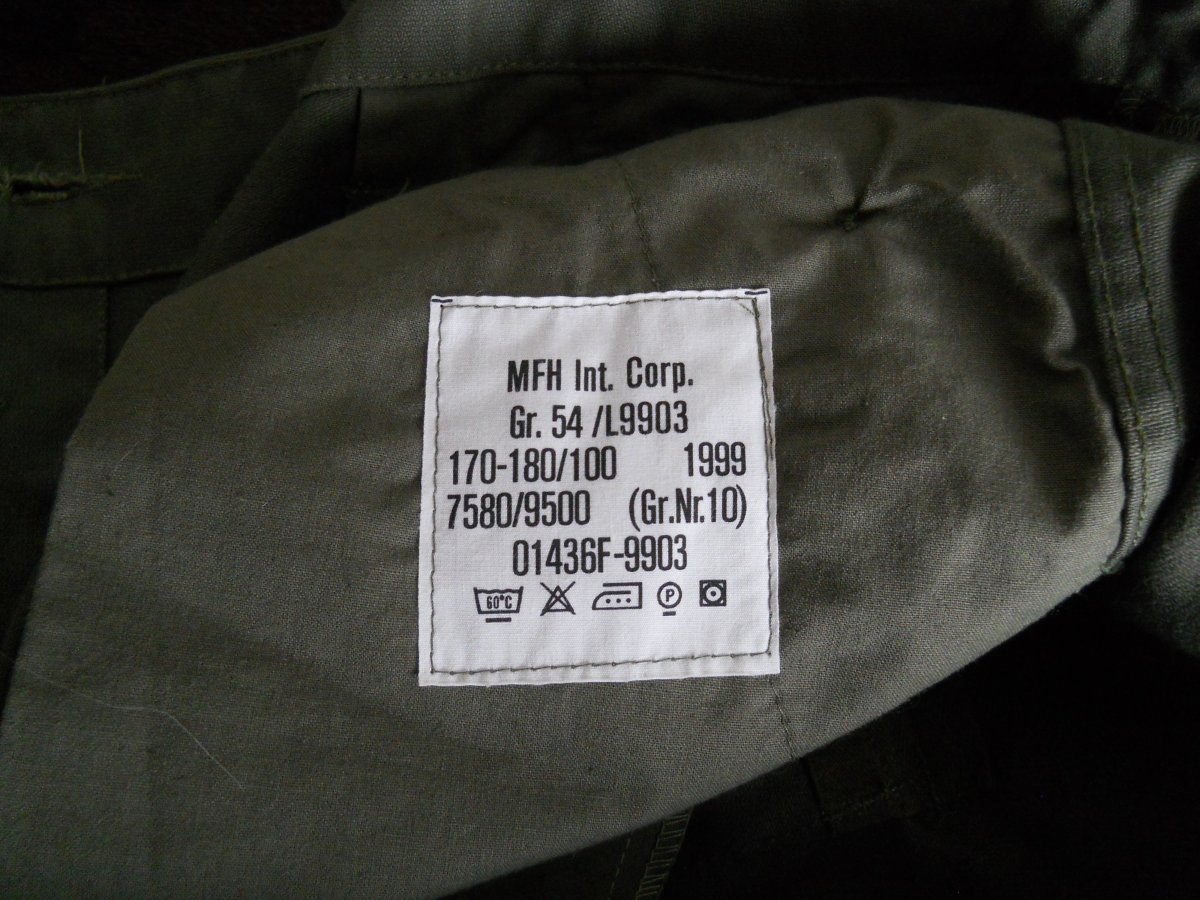 MFH Int. Corp.
Gr. 54 /L9903
170-180/100 1999
7580/9500 (Gr.Nr.10)
01436F-9903
60°C P